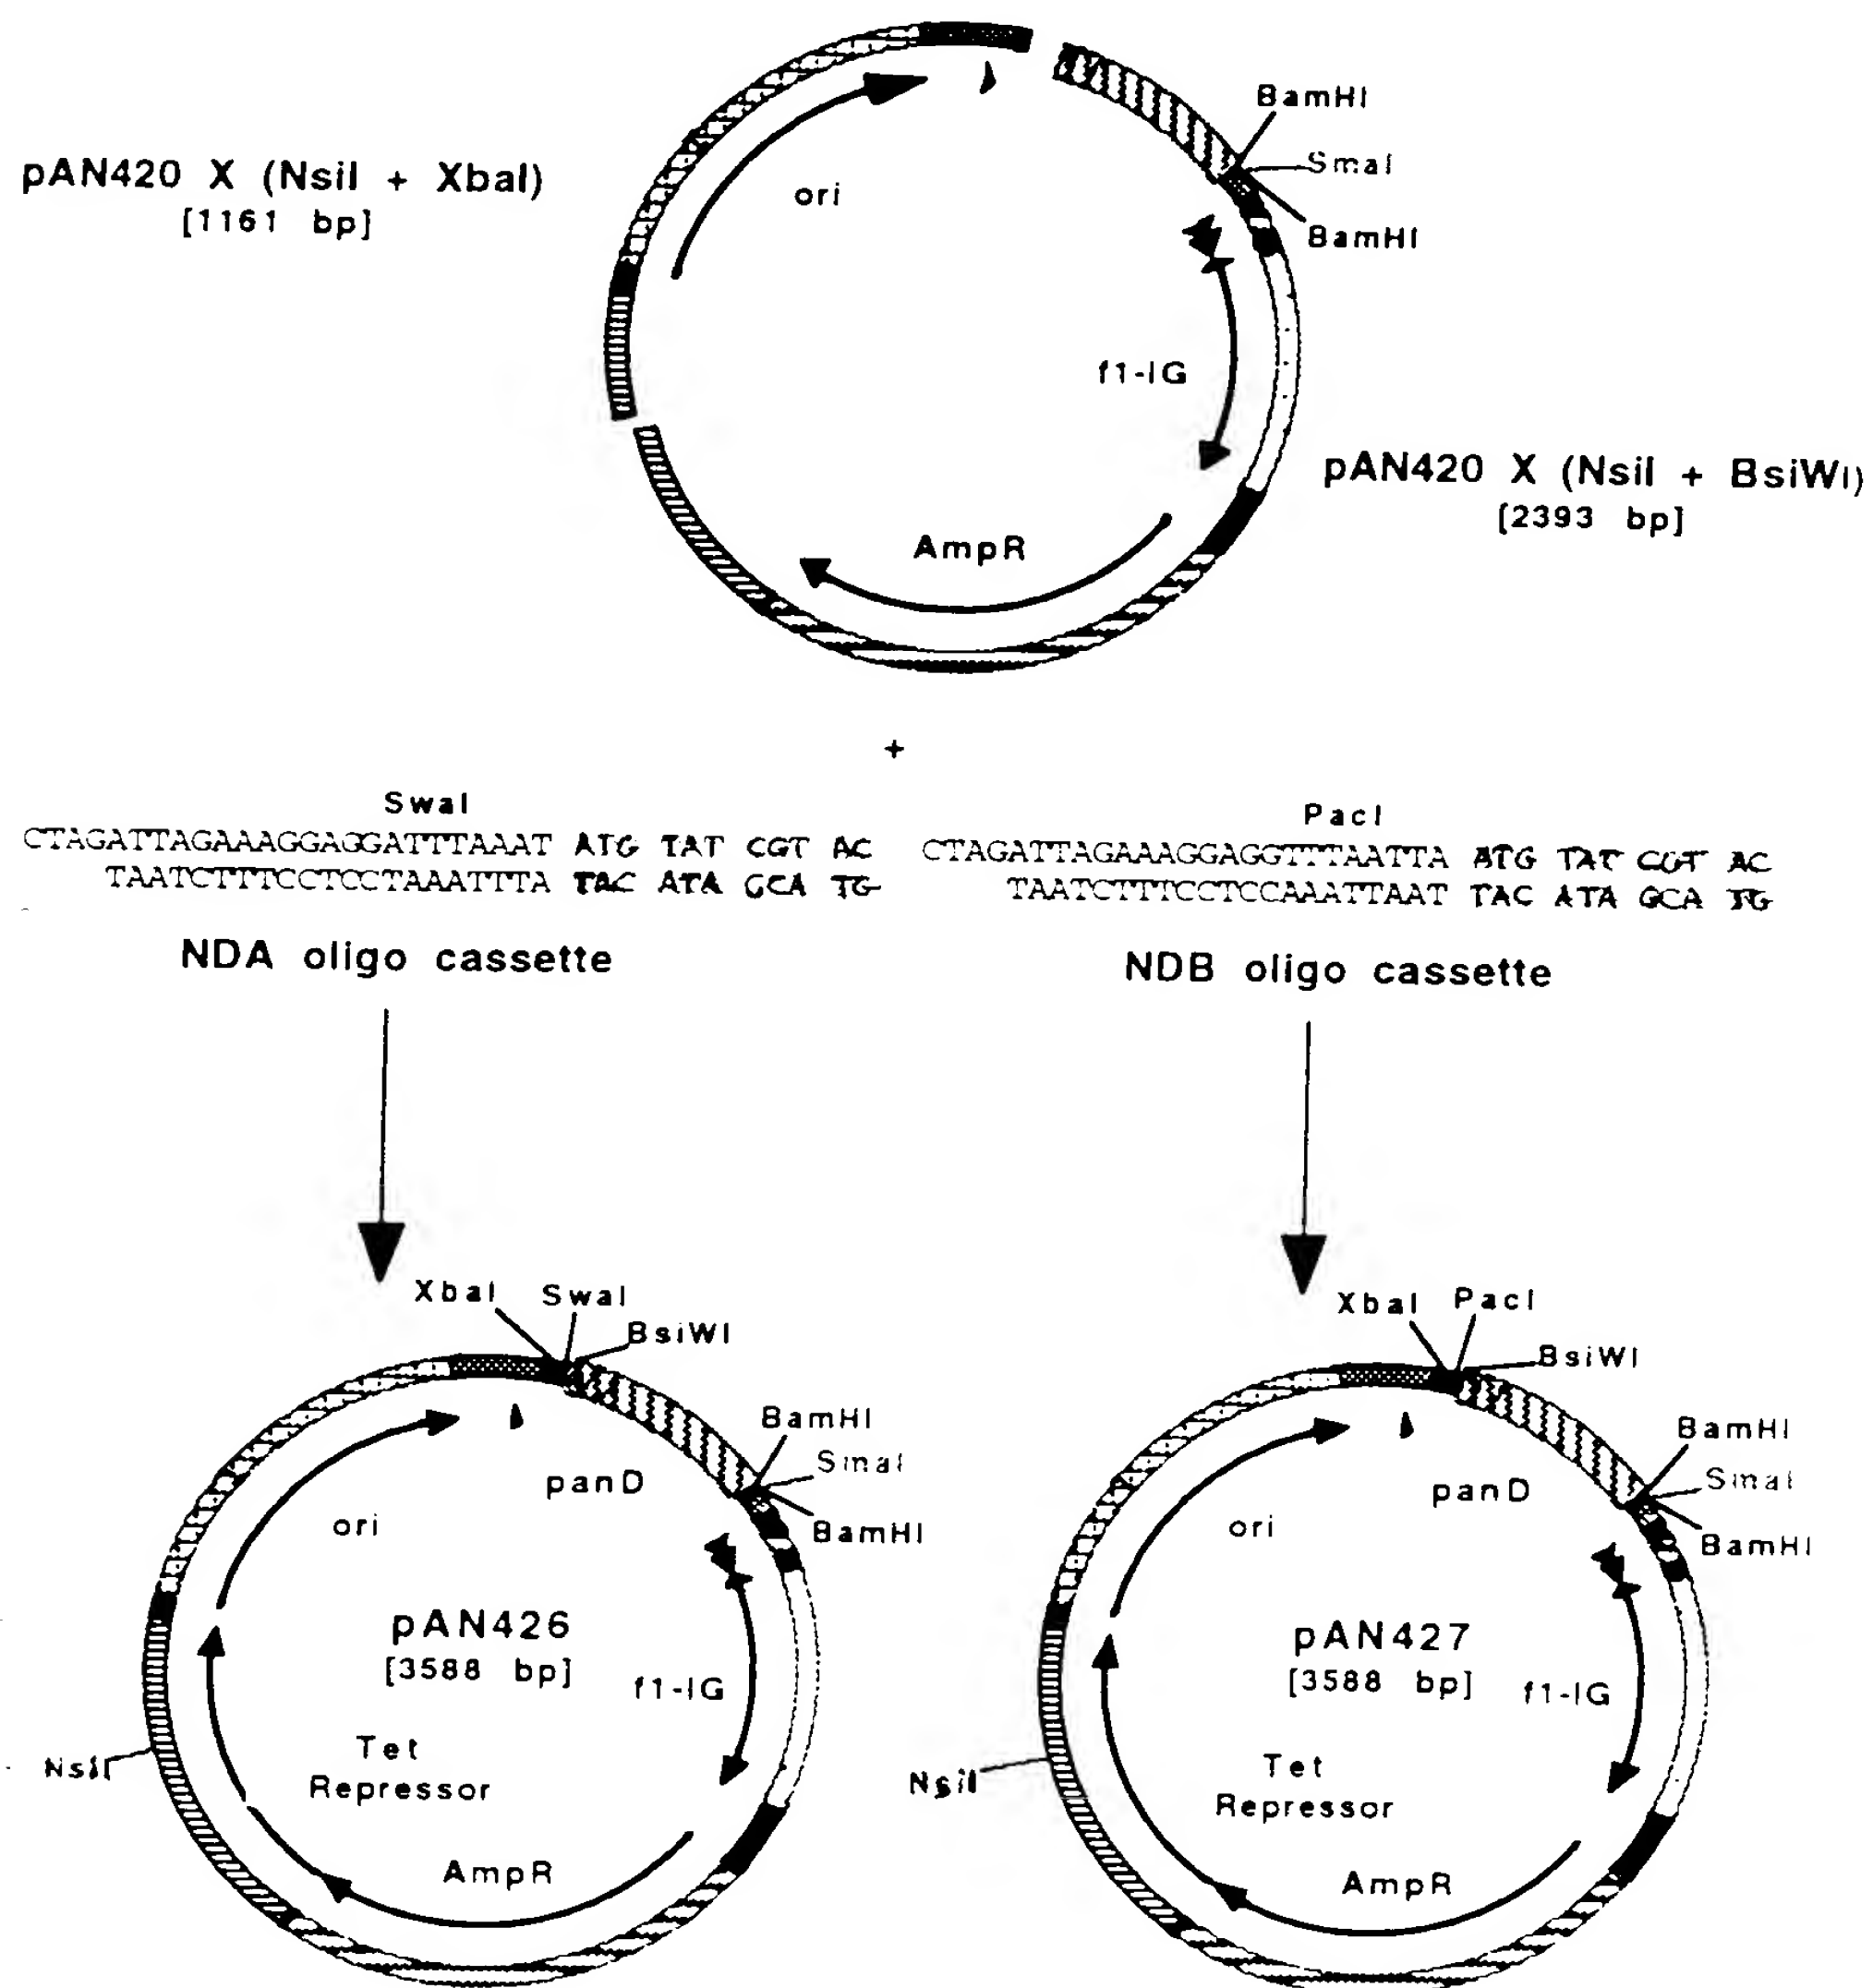 BamHI
SmaI
BamHI
pAN420 X (NsiI + XbaI)
[1161 bp]
ori
f1-IG
pAN420 X (NsiI + BsiWI)
[2393 bp]
AmpR
+
SwaI
CTAGATTAGAAAGGAGGATTTAAAT ATG TAT CGT AC
TAATCTTTCCTCCTAAATTTA TAC ATA GCA TG
NDA oligo cassette
PacI
CTAGATTAGAAAGGAGGTTTAATTA ATG TAT CGT AC
TAATCTTTCCTCCAAATTAAT TAC ATA GCA TG
NDB oligo cassette
XbaI SwaI
BsiWI
BamHI
SmaI
BamHI
panD
ori
pAN426
[3588 bp]
f1-IG
NsiI
Tet
Repressor
AmpR
XbaI PacI
BsiWI
BamHI
SmaI
BamHI
panD
ori
pAN427
[3588 bp]
f1-IG
NsiI
Tet
Repressor
AmpR